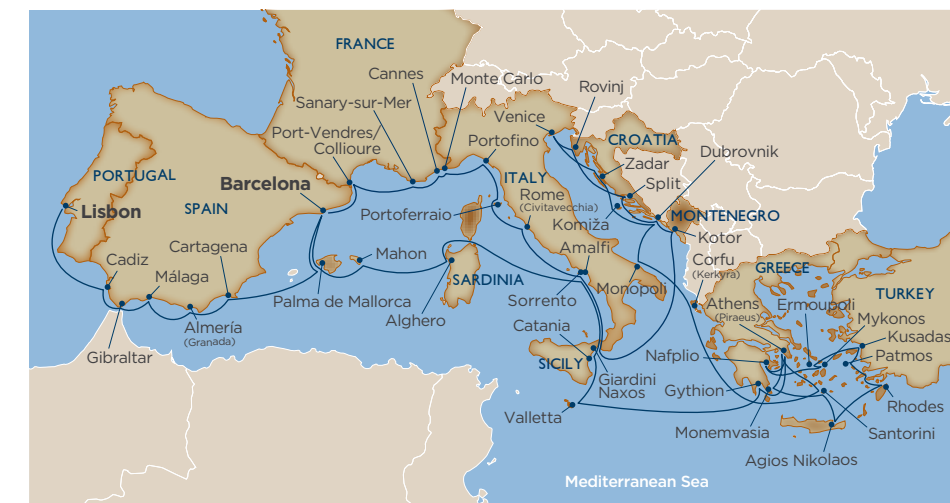 FRANCE
Cannes
Monte Carlo
Rovinj
Sanary-sur-Mer
Venice
Port-Vendres/
Collioure
Portofino
CROATIA
Dubrovnik
Zadar
PORTUGAL
Barcelona
ITALY
Split
Lisbon
SPAIN
Rome
(Civitavecchia)
Portoferraio
MONTENEGRO
Komiža
Kotor
Cartagena
Amalfi
Cadiz
Mahon
Corfu
(Kerkyra)
GREECE
Málaga
SARDINIA
Monopoli
TURKEY
Palma de Mallorca
Sorrento
Athens
(Piraeus)
Ermoupoli
Mykonos
Alghero
Catania
Kusadas
Almería
(Granada)
Gibraltar
SICILY
Nafplio
Patmos
Giardini
Naxos
Gythion
Rhodes
Valletta
Monemvasia
Santorini
Agios Nikolaos
Mediterranean Sea